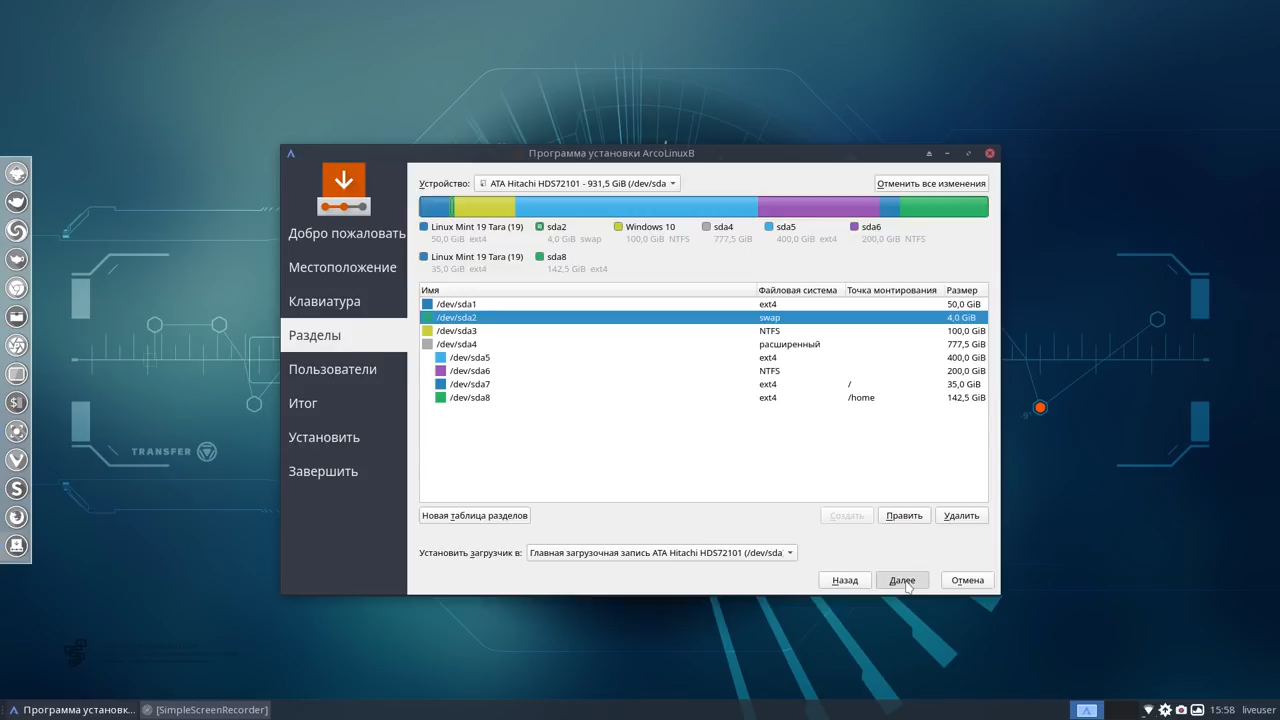 Программа установки ArcoLinuxB
Устройство: ATA Hitachi HDS72101 - 931,5 GiB (/dev/sda Отменить все изменения
Linux Mint 19 Tara (19) sda2 Windows 10 sda4 sda5 sda6
50,0 GiB ext4 4,0 GiB swap 100,0 GiB NTFS 777,5 GiB 400,0 GiB ext4 200,0 GiB NTFS
Linux Mint 19 Tara (19) sda8
35,0 GiB ext4 142,5 GiB ext4
Имя Файловая система Точка монтирования Размер
/dev/sda1 ext4 50,0 GiB
/dev/sda2 swap 4,0 GiB
/dev/sda3 NTFS 100,0 GiB
/dev/sda4 расширенный 777,5 GiB
/dev/sda5 ext4 400,0 GiB
/dev/sda6 NTFS 200,0 GiB
/dev/sda7 ext4 / 35,0 GiB
/dev/sda8 ext4 /home 142,5 GiB
Новая таблица разделов Создать Править Удалить
Установить загрузчик в: Главная загрузочная запись ATA Hitachi HDS72101 (/dev/sda
Назад Далее Отмена
Добро пожаловать
Местоположение
Клавиатура
Разделы
Пользователи
Итог
Установить
Завершить
TRANSFER
Программа установк... [SimpleScreenRecorder] 15:58 liveuser